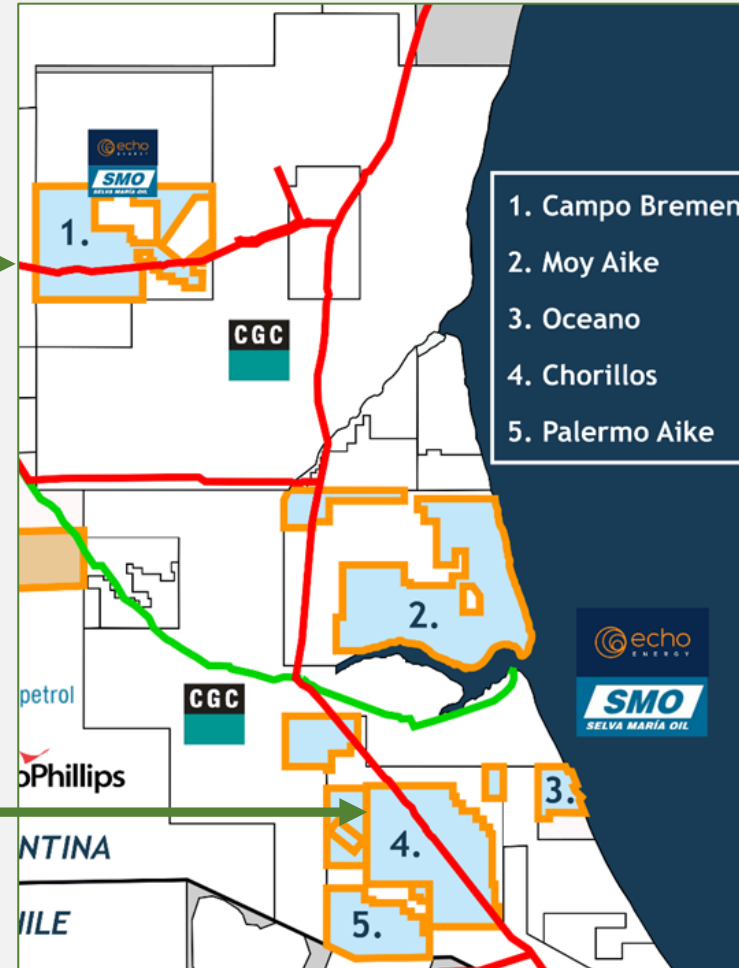 echo
ENERGY
SMO
SELVA MARÍA OIL
1.
CGC
1. Campo Bremen
2. Moy Aike
3. Oceano
4. Chorillos
5. Palermo Aike
2.
echo
ENERGY
SMO
SELVA MARÍA OIL
petrol
CGC
oPhillips
3.
NTINA
4.
ILE
5.